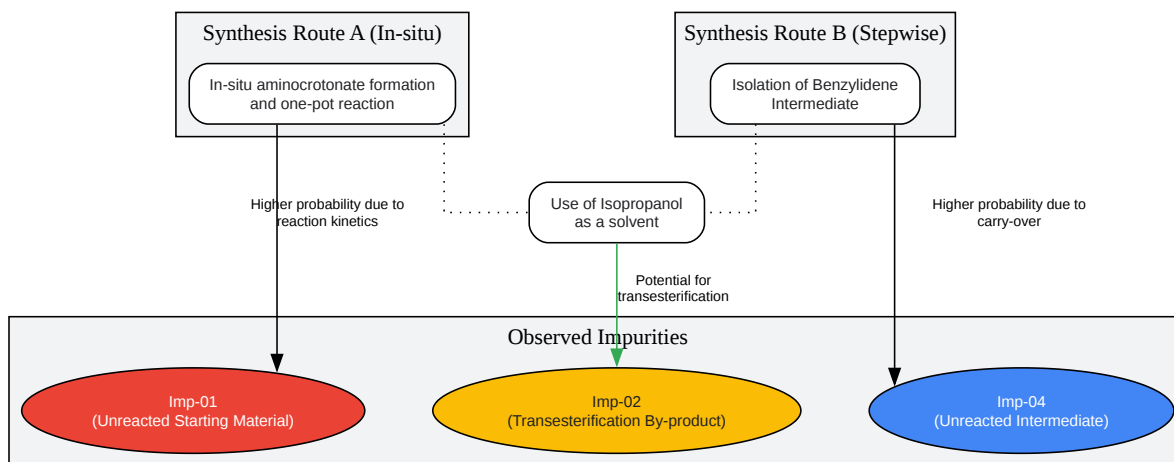 Synthesis Route A (In-situ)
Synthesis Route B (Stepwise)
In-situ aminocrotonate formation
and one-pot reaction
Isolation of Benzylidene
Intermediate
Higher probability due to
reaction kinetics
Use of Isopropanol
as a solvent
Higher probability due to
carry-over
Potential for
transesterification
Observed Impurities
Imp-01
(Unreacted Starting Material)
Imp-02
(Transesterification By-product)
Imp-04
(Unreacted Intermediate)